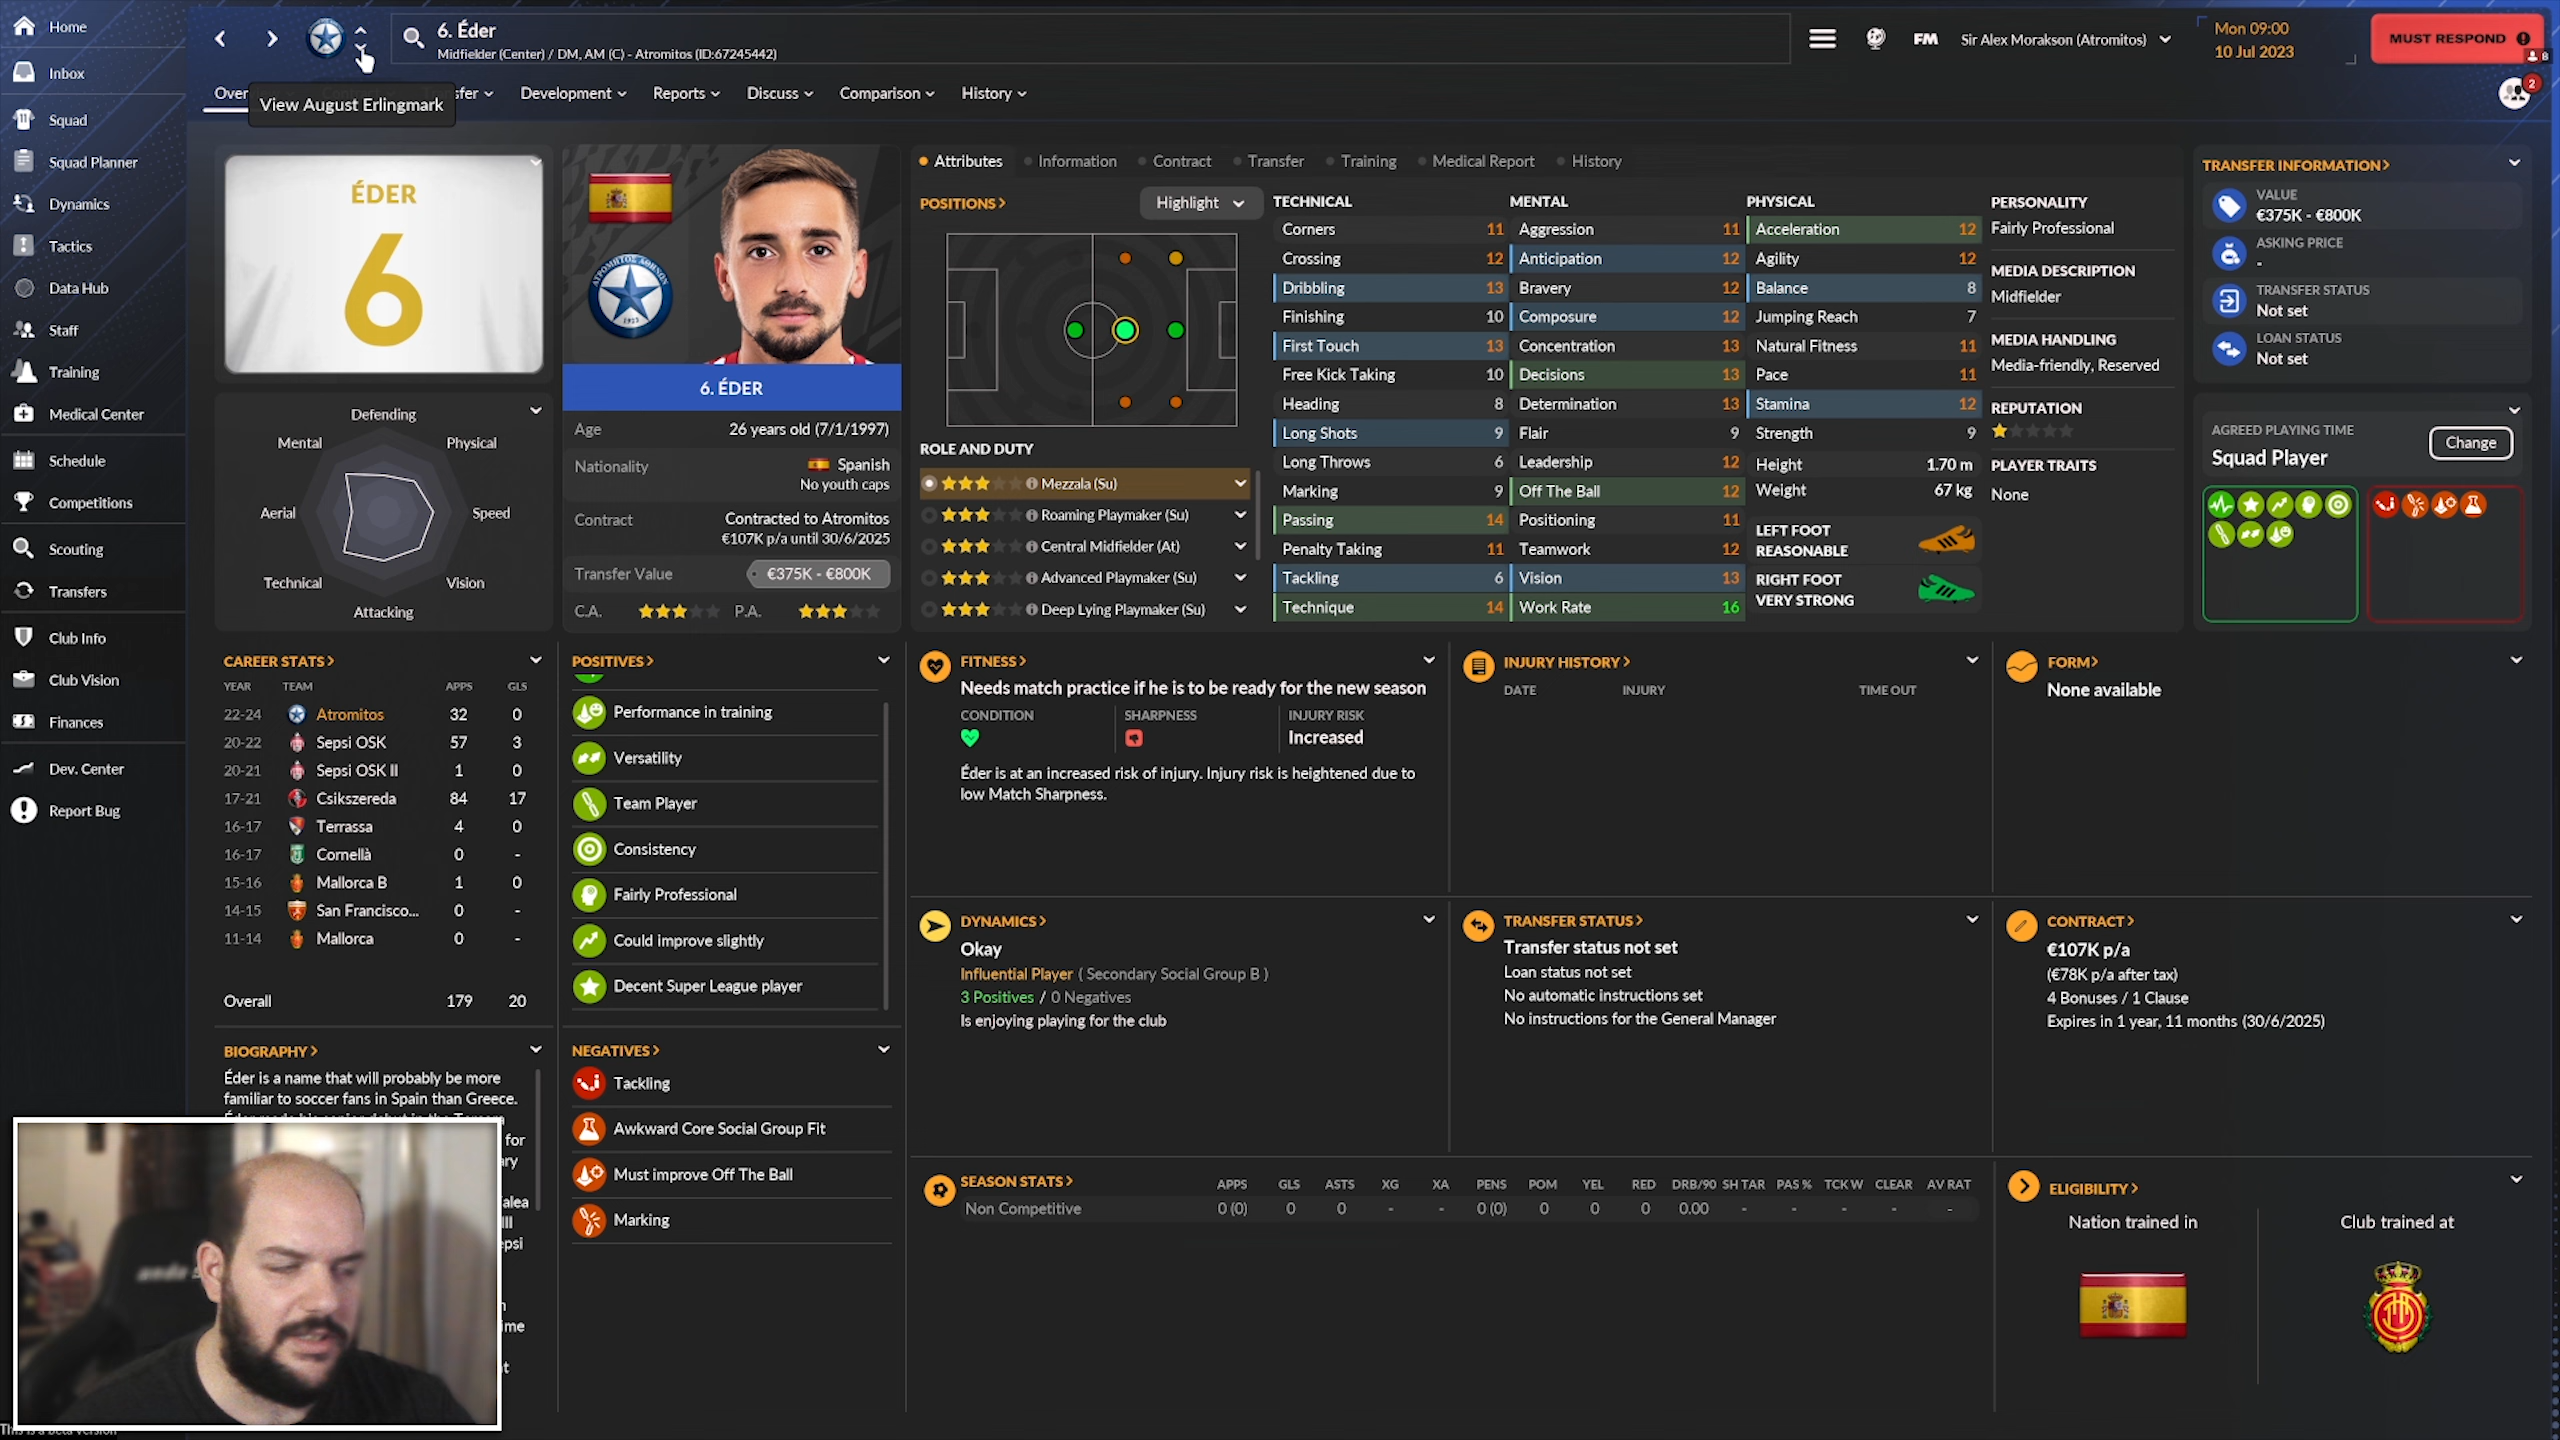 Home
Inbox
Squad
Squad Planner
Dynamics
Tactics
Data Hub
Staff
Training
Medical Center
Schedule
Competitions
Scouting
Transfers
Club Info
Club Vision
Finances
Dev. Center
Report Bug
6. Éder
Midfielder (Center) / DM, AM (C) - Atromitos (ID:67245442)
FM
Sir Alex Morakson (Atromitos)
Mon 09:00
10 Jul 2023
MUST RESPOND
8
2
View August Erlingmark
Development
Reports
Discuss
Comparison
History
ÉDER
6
Defending
Mental
Physical
Aerial
Speed
Technical
Vision
Attacking
6. ÉDER
Age 26 years old (7/1/1997)
Nationality Spanish
No youth caps
Contract Contracted to Atromitos
€107K p/a until 30/6/2025
Transfer Value €375K - €800K
C.A. P.A.
Attributes Information Contract Transfer Training Medical Report History
POSITIONS>
Highlight
ROLE AND DUTY
Mezzala (Su)
Roaming Playmaker (Su)
Central Midfielder (At)
Advanced Playmaker (Su)
Deep Lying Playmaker (Su)
TECHNICAL
Corners 11
Crossing 12
Dribbling 13
Finishing 10
First Touch 13
Free Kick Taking 10
Heading 8
Long Shots 9
Long Throws 6
Marking 9
Passing 14
Penalty Taking 11
Tackling 6
Technique 14
MENTAL
Aggression 11
Anticipation 12
Bravery 12
Composure 12
Concentration 13
Decisions 13
Determination 13
Flair 9
Leadership 12
Off The Ball 12
Positioning 11
Teamwork 12
Vision 13
Work Rate 16
PHYSICAL
Acceleration 12
Agility 12
Balance 8
Jumping Reach 7
Natural Fitness 11
Pace 11
Stamina 12
Strength 9
Height 1.70 m
Weight 67 kg
LEFT FOOT
REASONABLE
RIGHT FOOT
VERY STRONG
PERSONALITY
Fairly Professional
MEDIA DESCRIPTION
Midfielder
MEDIA HANDLING
Media-friendly, Reserved
REPUTATION
PLAYER TRAITS
None
TRANSFER INFORMATION>
VALUE
€375K - €800K
ASKING PRICE
-
TRANSFER STATUS
Not set
LOAN STATUS
Not set
AGREED PLAYING TIME
Squad Player
Change
CAREER STATS>
YEAR TEAM APPS GLS
22-24 Atromitos 32 0
20-22 Sepsi OSK 57 3
20-21 Sepsi OSK II 1 0
17-21 Csikszereda 84 17
16-17 Terrassa 4 0
16-17 Cornellà 0 -
15-16 Mallorca B 1 0
14-15 San Francisco... 0 -
11-14 Mallorca 0 -
Overall 179 20
BIOGRAPHY>
Éder is a name that will probably be more
familiar to soccer fans in Spain than Greece.
for
POSITIVES>
Performance in training
Versatility
Team Player
Consistency
Fairly Professional
Could improve slightly
Decent Super League player
NEGATIVES>
Tackling
Awkward Core Social Group Fit
Must improve Off The Ball
Marking
FITNESS>
Needs match practice if he is to be ready for the new season
CONDITION SHARPNESS INJURY RISK
Increased
Éder is at an increased risk of injury. Injury risk is heightened due to
low Match Sharpness.
INJURY HISTORY>
DATE INJURY TIME OUT
FORM>
None available
DYNAMICS>
Okay
Influential Player ( Secondary Social Group B )
3 Positives / 0 Negatives
Is enjoying playing for the club
TRANSFER STATUS>
Transfer status not set
Loan status not set
No automatic instructions set
No instructions for the General Manager
CONTRACT>
€107K p/a
(€78K p/a after tax)
4 Bonuses / 1 Clause
Expires in 1 year, 11 months (30/6/2025)
SEASON STATS> APPS GLS ASTS XG XA PENS POM YEL RED DRB/90 SH TAR PAS % TCK W CLEAR AV RAT
Non Competitive 0 (0) 0 0 - - 0 (0) 0 0 0 0.00 - - - - -
ELIGIBILITY>
Nation trained in
Club trained at